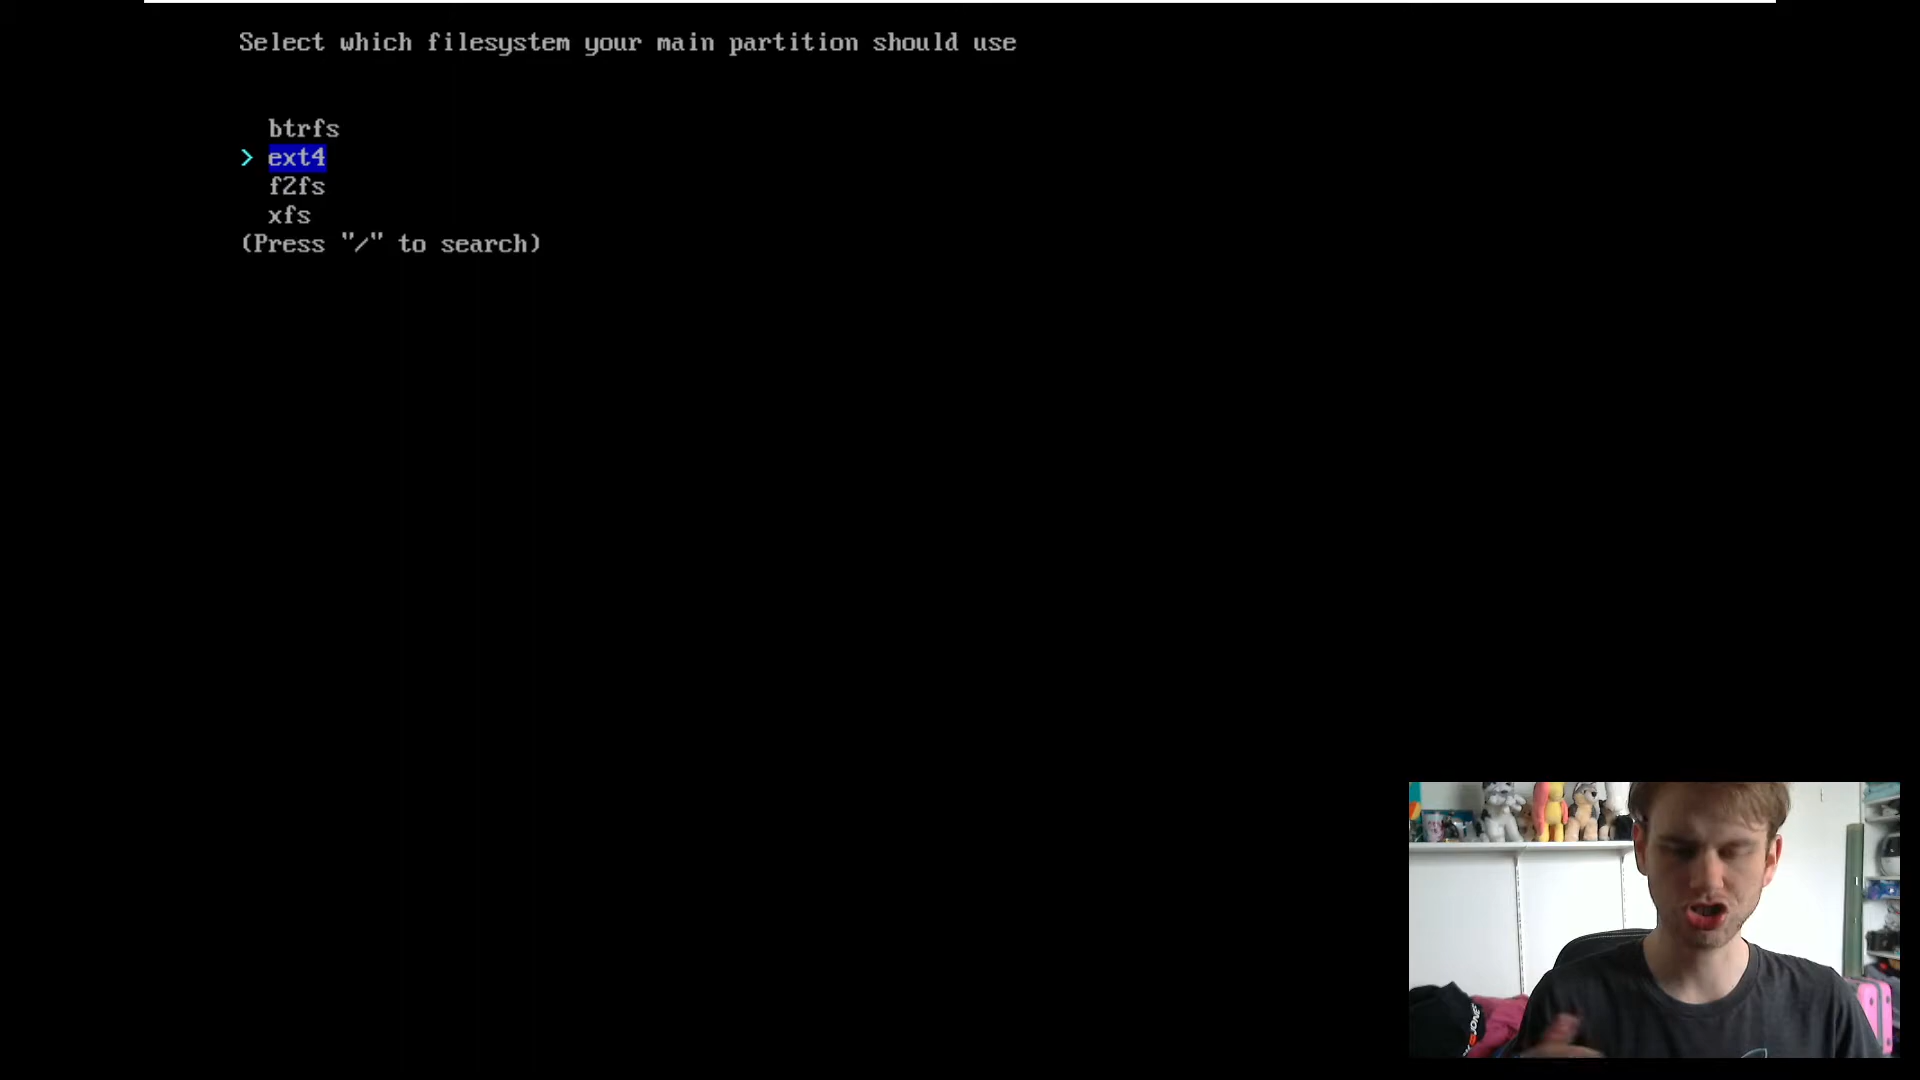 Select which filesystem your main partition should use
btrfs
> ext4
f2fs
xfs
(Press "/" to search)